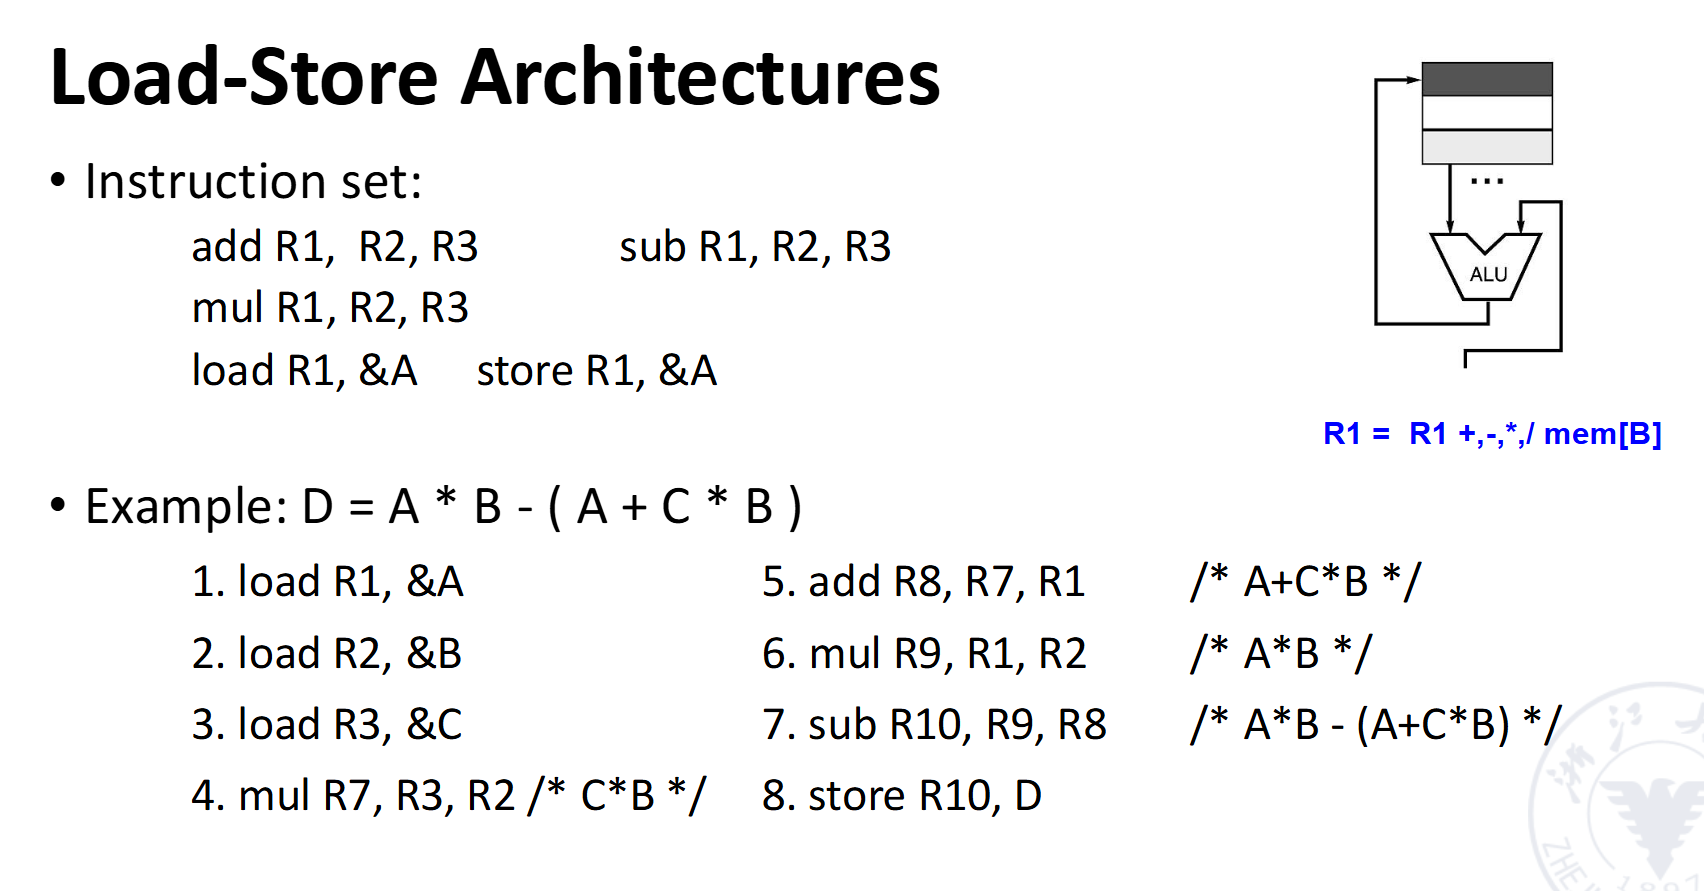 Load-Store Architectures
• Instruction set:
add R1, R2, R3 sub R1, R2, R3
mul R1, R2, R3
load R1, &A store R1, &A
...
ALU
R1 = R1 +,-,*,/ mem[B]
• Example: D = A * B - ( A + C * B )
1. load R1, &A
2. load R2, &B
3. load R3, &C
4. mul R7, R3, R2 /* C*B */
5. add R8, R7, R1 /* A+C*B */
6. mul R9, R1, R2 /* A*B */
7. sub R10, R9, R8 /* A*B - (A+C*B) */
8. store R10, D